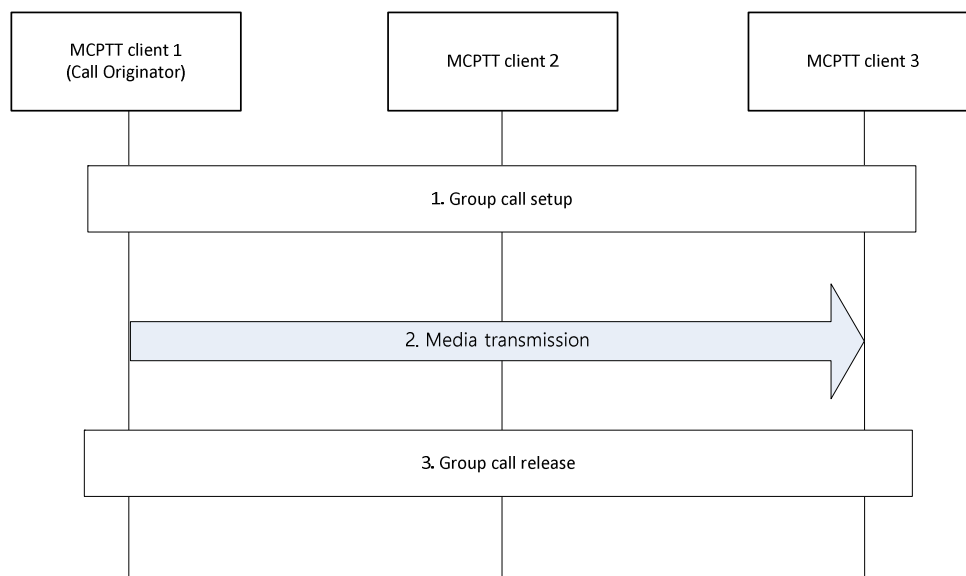 MCPTT client 1
(Call Originator)
MCPTT client 2
MCPTT client 3
1. Group call setup
2. Media transmission
3. Group call release